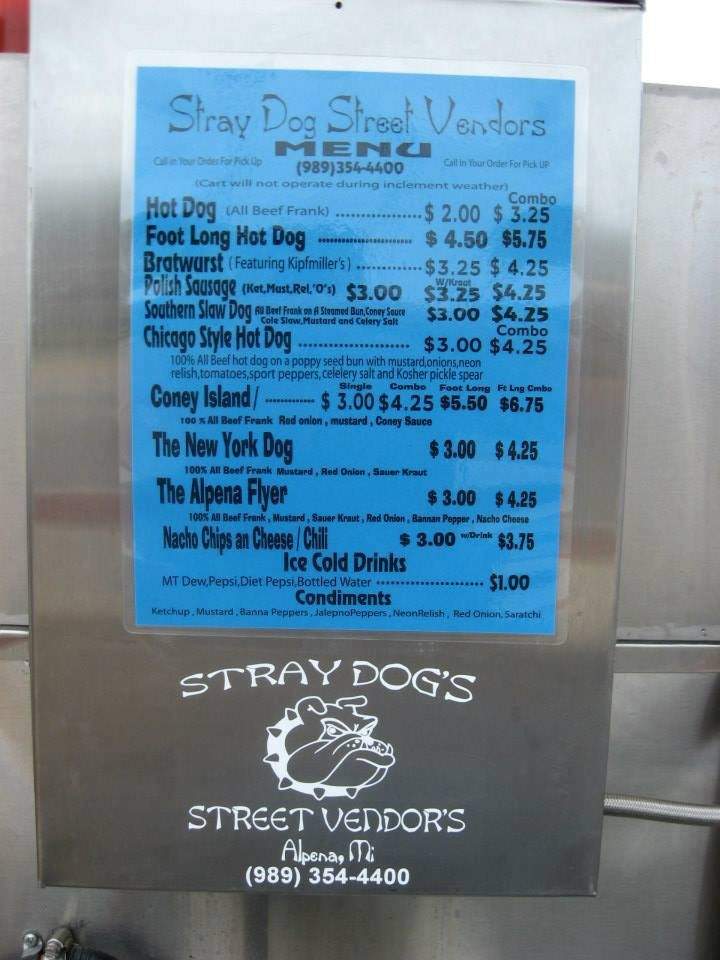 Stray Dog Street Vendors
MENU
Call in Your Order For Pick Up (989)354-4400 Call in Your Order For Pick UP
(Cart will not operate during inclement weather)
Combo
Hot Dog (All Beef Frank) ................ $ 2.00 $ 3.25
Foot Long Hot Dog ..................... $ 4.50 $5.75
Bratwurst (Featuring Kipfmiller's) ............ $3.25 $ 4.25
W/Kraut
Polish Sausage (Ket,Must,Rel,'O's) $3.00 $3.25 $4.25
Southern Slaw Dog All Beef Frank on A Steamed Bun,Coney Sauce $3.00 $4.25
Cole Slaw,Mustard and Celery Salt
Combo
Chicago Style Hot Dog ......................... $3.00 $4.25
100% All Beef hot dog on a poppy seed bun with mustard,onions,neon
relish,tomatoes,sport peppers,celelery salt and Kosher pickle spear
Single Combo Foot Long Ft Lng Cmbo
Coney Island/ ............. $ 3.00 $4.25 $5.50 $6.75
100 % All Beef Frank Red onion , mustard , Coney Sauce
The New York Dog $ 3.00 $ 4.25
100% All Beef Frank Mustard , Red Onion , Sauer Kraut
The Alpena Flyer $ 3.00 $ 4.25
100% All Beef Frank , Mustard , Sauer Kraut , Red Onion , Bannan Pepper , Nacho Cheese
Nacho Chips an Cheese / Chili $ 3.00 w/Drink $3.75
Ice Cold Drinks
MT Dew,Pepsi,Diet Pepsi,Bottled Water ........................ $1.00
Condiments
Ketchup , Mustard , Banna Peppers , JalepnoPeppers , NeonRelish , Red Onion, Saratchi
STRAY DOG'S
STREET VENDOR'S
Alpena, Mi
(989) 354-4400